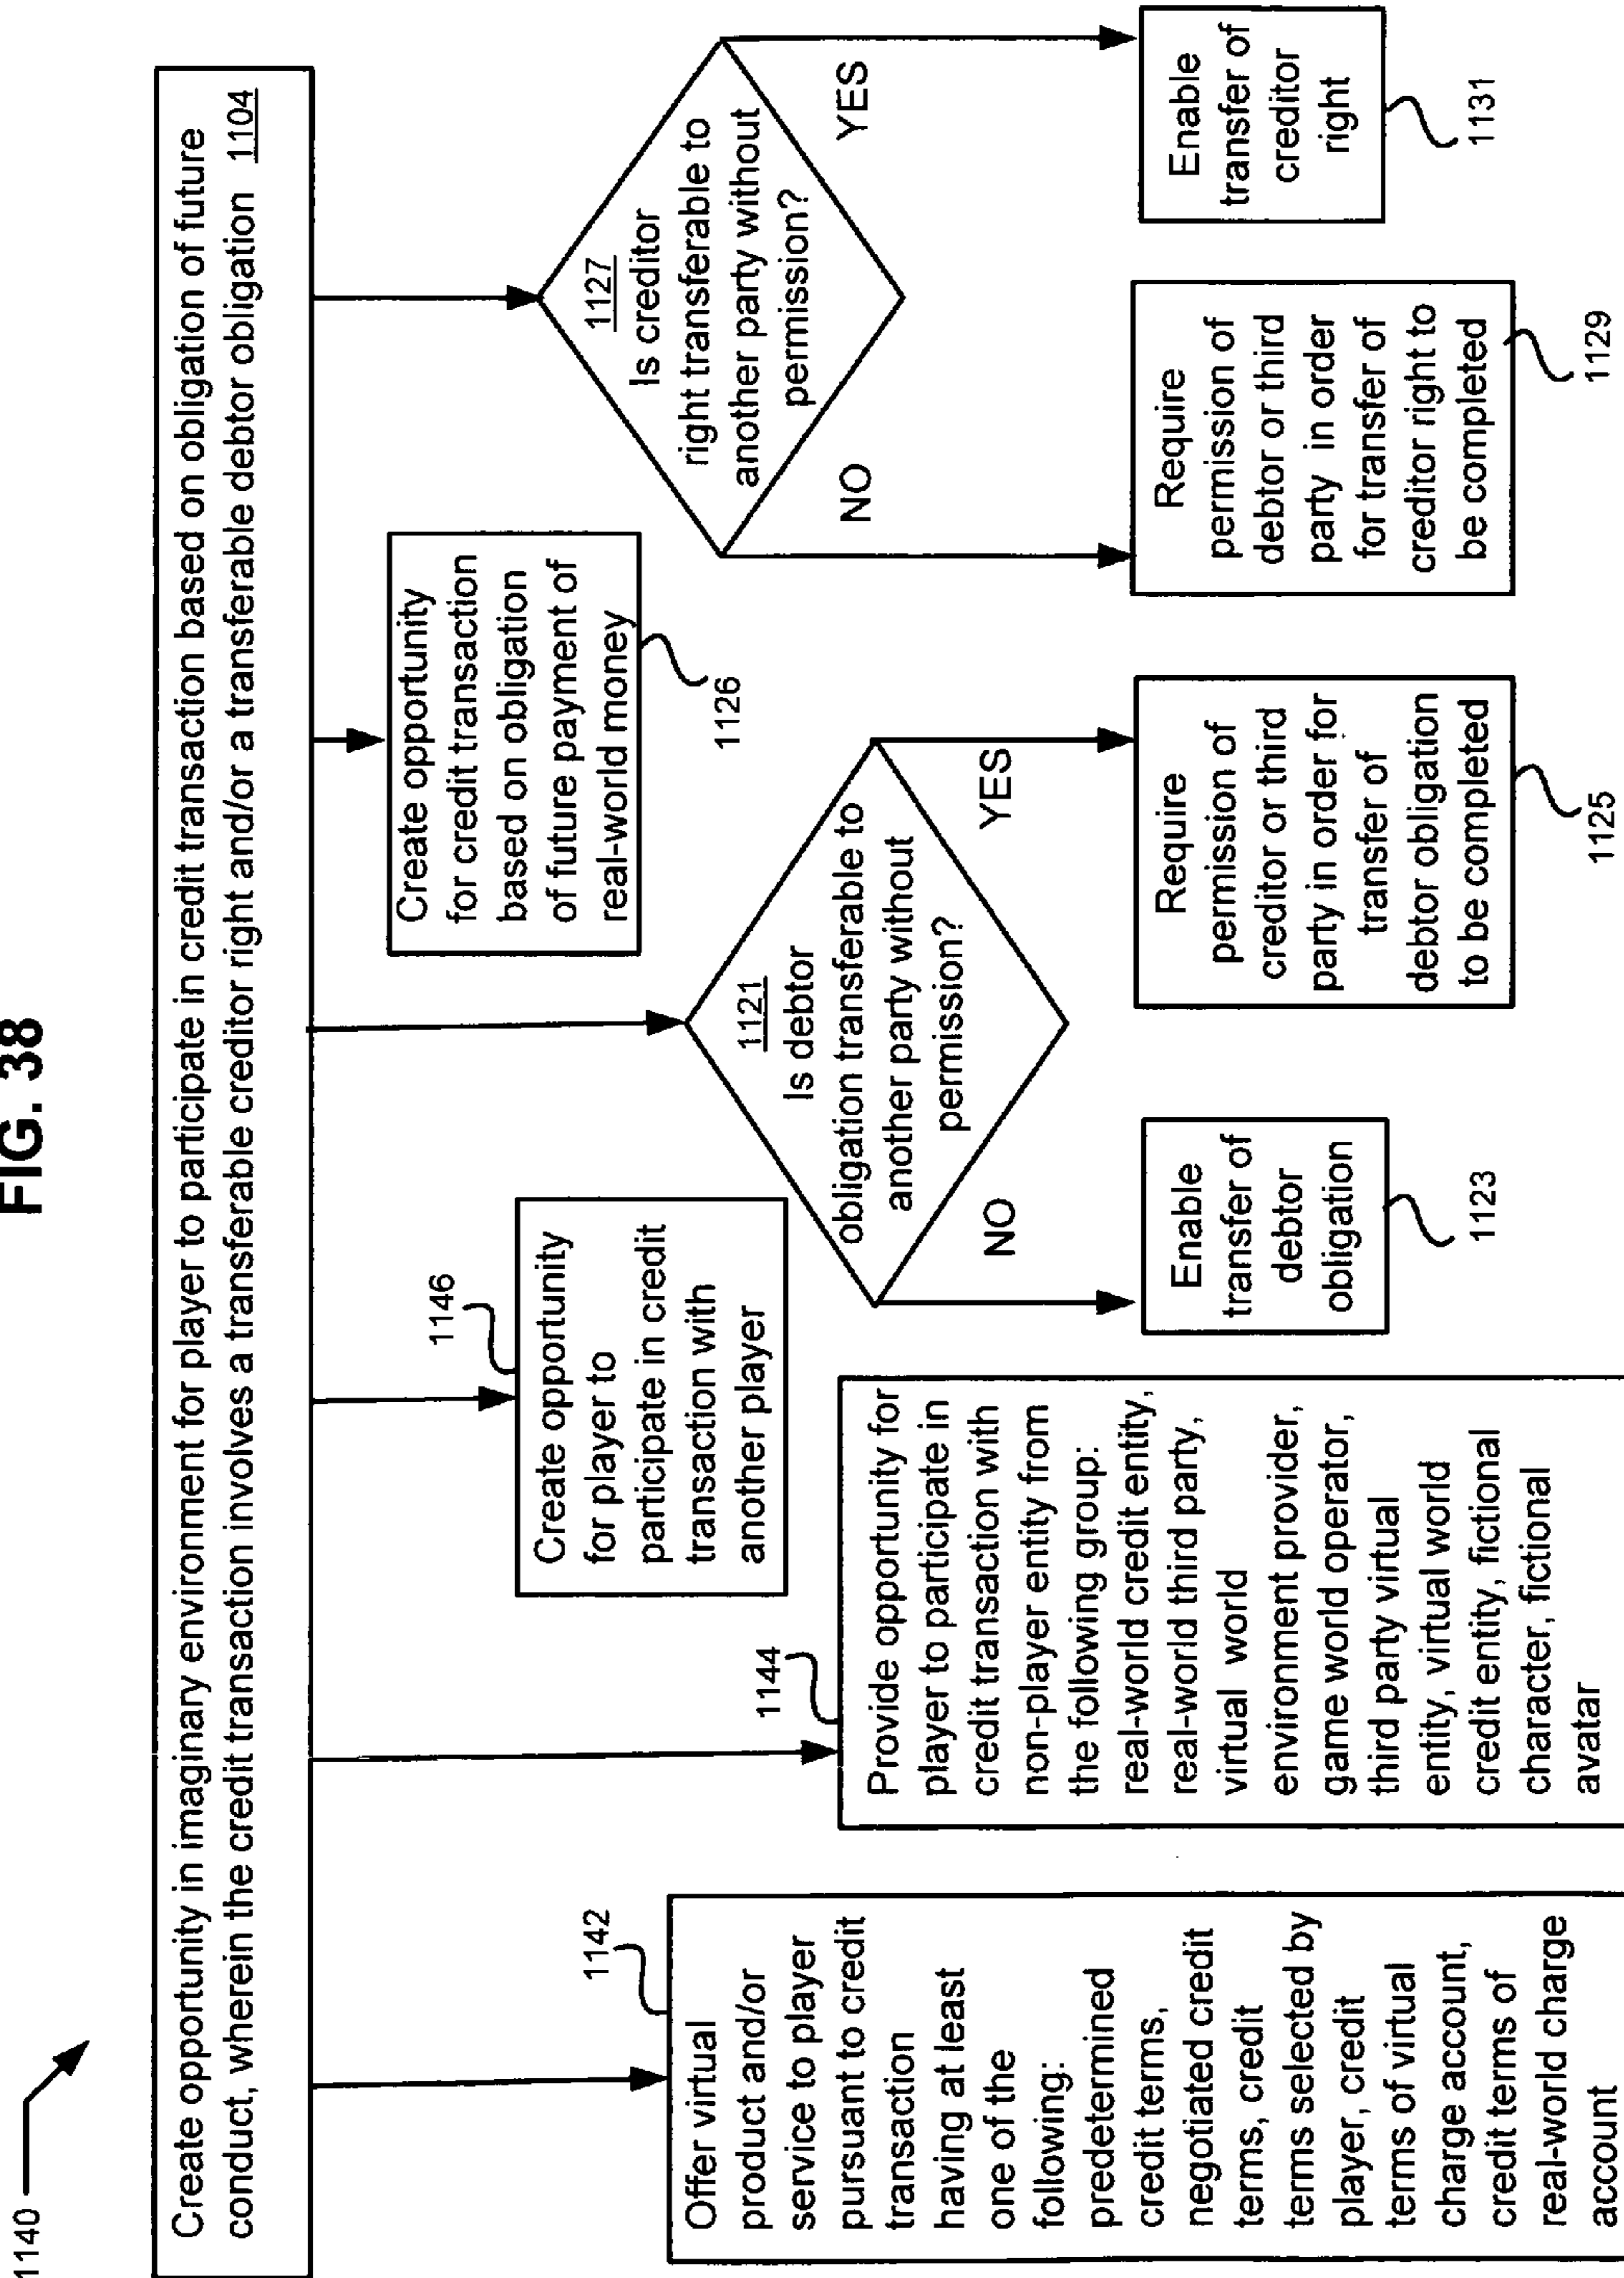 FIG. 38
1140
Create opportunity in imaginary environment for player to participate in credit transaction based on obligation of future
conduct, wherein the credit transaction involves a transferable creditor right and/or a transferable debtor obligation 1104
1142
Offer virtual
product and/or
service to player
pursuant to credit
transaction
having at least
one of the
following:
predetermined
credit terms,
negotiated credit
terms, credit
terms selected by
player, credit
terms of virtual
charge account,
credit terms of
real-world charge
account
1144
Provide opportunity for
player to participate in
credit transaction with
non-player entity from
the following group:
real-world credit entity,
real-world third party,
virtual world
environment provider,
game world operator,
third party virtual
entity, virtual world
credit entity, fictional
character, fictional
avatar
1146
Create opportunity
for player to
participate in credit
transaction with
another player
1121
Is debtor
obligation transferable to
another party without
permission?
NO
YES
Enable
transfer of
debtor
obligation
1123
Require
permission of
creditor or third
party in order for
transfer of
debtor obligation
to be completed
1125
Create opportunity
for credit transaction
based on obligation
of future payment of
real-world money
1126
1127
Is creditor
right transferable to
another party without
permission?
NO
YES
Require
permission of
debtor or third
party in order
for transfer of
creditor right to
be completed
1129
Enable
transfer of
creditor
right
1131